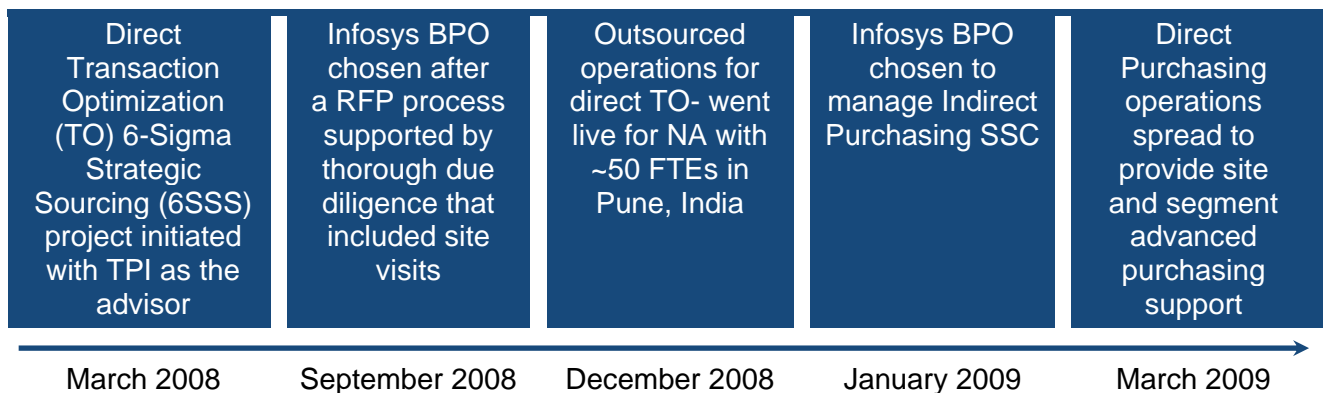 Direct
Transaction
Optimization
(TO) 6-Sigma
Strategic
Sourcing (6SSS)
project initiated
with TPI as the
advisor
Infosys BPO
chosen after
a RFP process
supported by
thorough due
diligence that
included site
visits
Outsourced
operations for
direct TO- went
live for NA with
~50 FTEs in
Pune, India
Infosys BPO
chosen to
manage Indirect
Purchasing SSC
Direct
Purchasing
operations
spread to
provide site
and segment
advanced
purchasing
support
March 2008
September 2008
December 2008
January 2009
March 2009